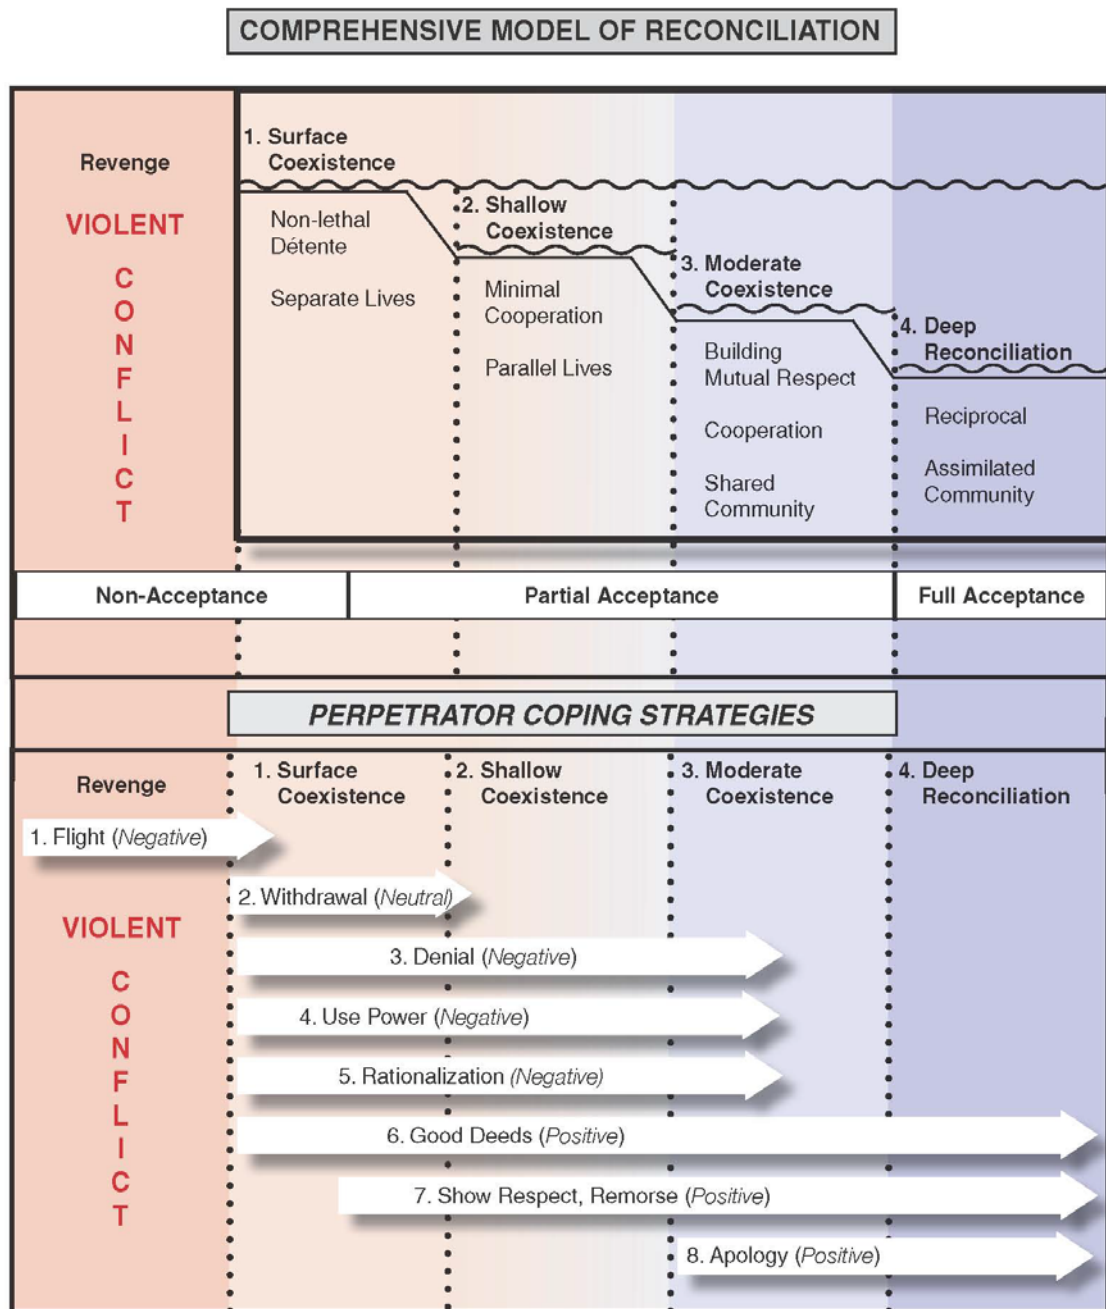 COMPREHENSIVE MODEL OF RECONCILIATION
Revenge
VIOLENT
C
O
N
F
L
I
C
T
1. Surface
Coexistence
Non-lethal
Détente
Separate Lives
2. Shallow
Coexistence
Minimal
Cooperation
Parallel Lives
3. Moderate
Coexistence
Building
Mutual Respect
Cooperation
Shared
Community
4. Deep
Reconciliation
Reciprocal
Assimilated
Community
Non-Acceptance
Partial Acceptance
Full Acceptance
PERPETRATOR COPING STRATEGIES
Revenge
1. Surface
Coexistence
2. Shallow
Coexistence
3. Moderate
Coexistence
4. Deep
Reconciliation
1. Flight (Negative)
2. Withdrawal (Neutral)
VIOLENT
C
O
N
F
L
I
C
T
3. Denial (Negative)
4. Use Power (Negative)
5. Rationalization (Negative)
6. Good Deeds (Positive)
7. Show Respect, Remorse (Positive)
8. Apology (Positive)